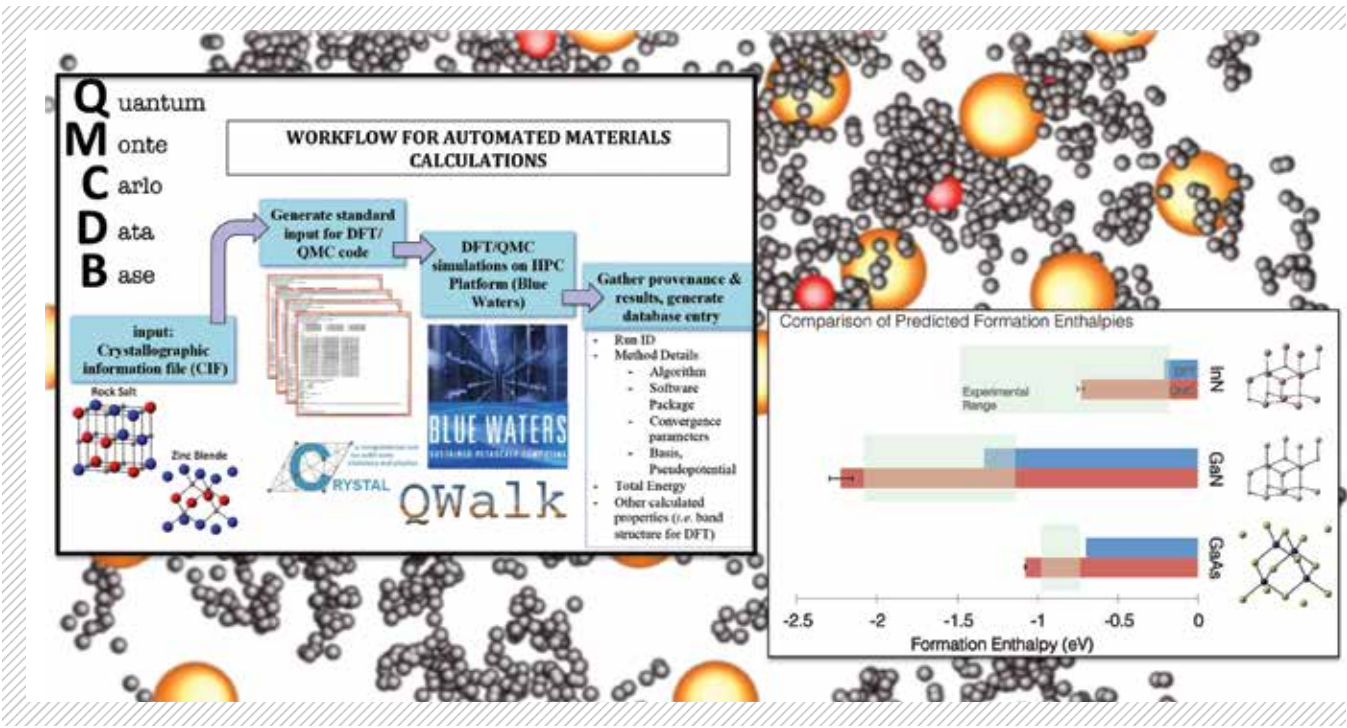 Quantum
Monte
Carlo
Data
Base
WORKFLOW FOR AUTOMATED MATERIALS
CALCULATIONS
input:
Crystallographic
information file (CIF)
Rock Salt
Zinc Blende
Generate standard
input for DFT/
QMC code
CRYSTAL
DFT/QMC
simulations on HPC
Platform (Blue
Waters)
BLUE WATERS
SUSTAINED PETASCALE COMPUTING
QWalk
Gather provenance &
results, generate
database entry
- Run ID
- Method Details
- Algorithm
- Software
Package
- Convergence
parameters
- Basis,
Pseudopotential
- Total Energy
- Other calculated
properties (i.e. band
structure for DFT)
Comparison of Predicted Formation Enthalpies
Experimental
Range
DFT
QMC
InN
GaN
GaAs
-2.5 -2 -1.5 -1 -0.5 0
Formation Enthalpy (eV)